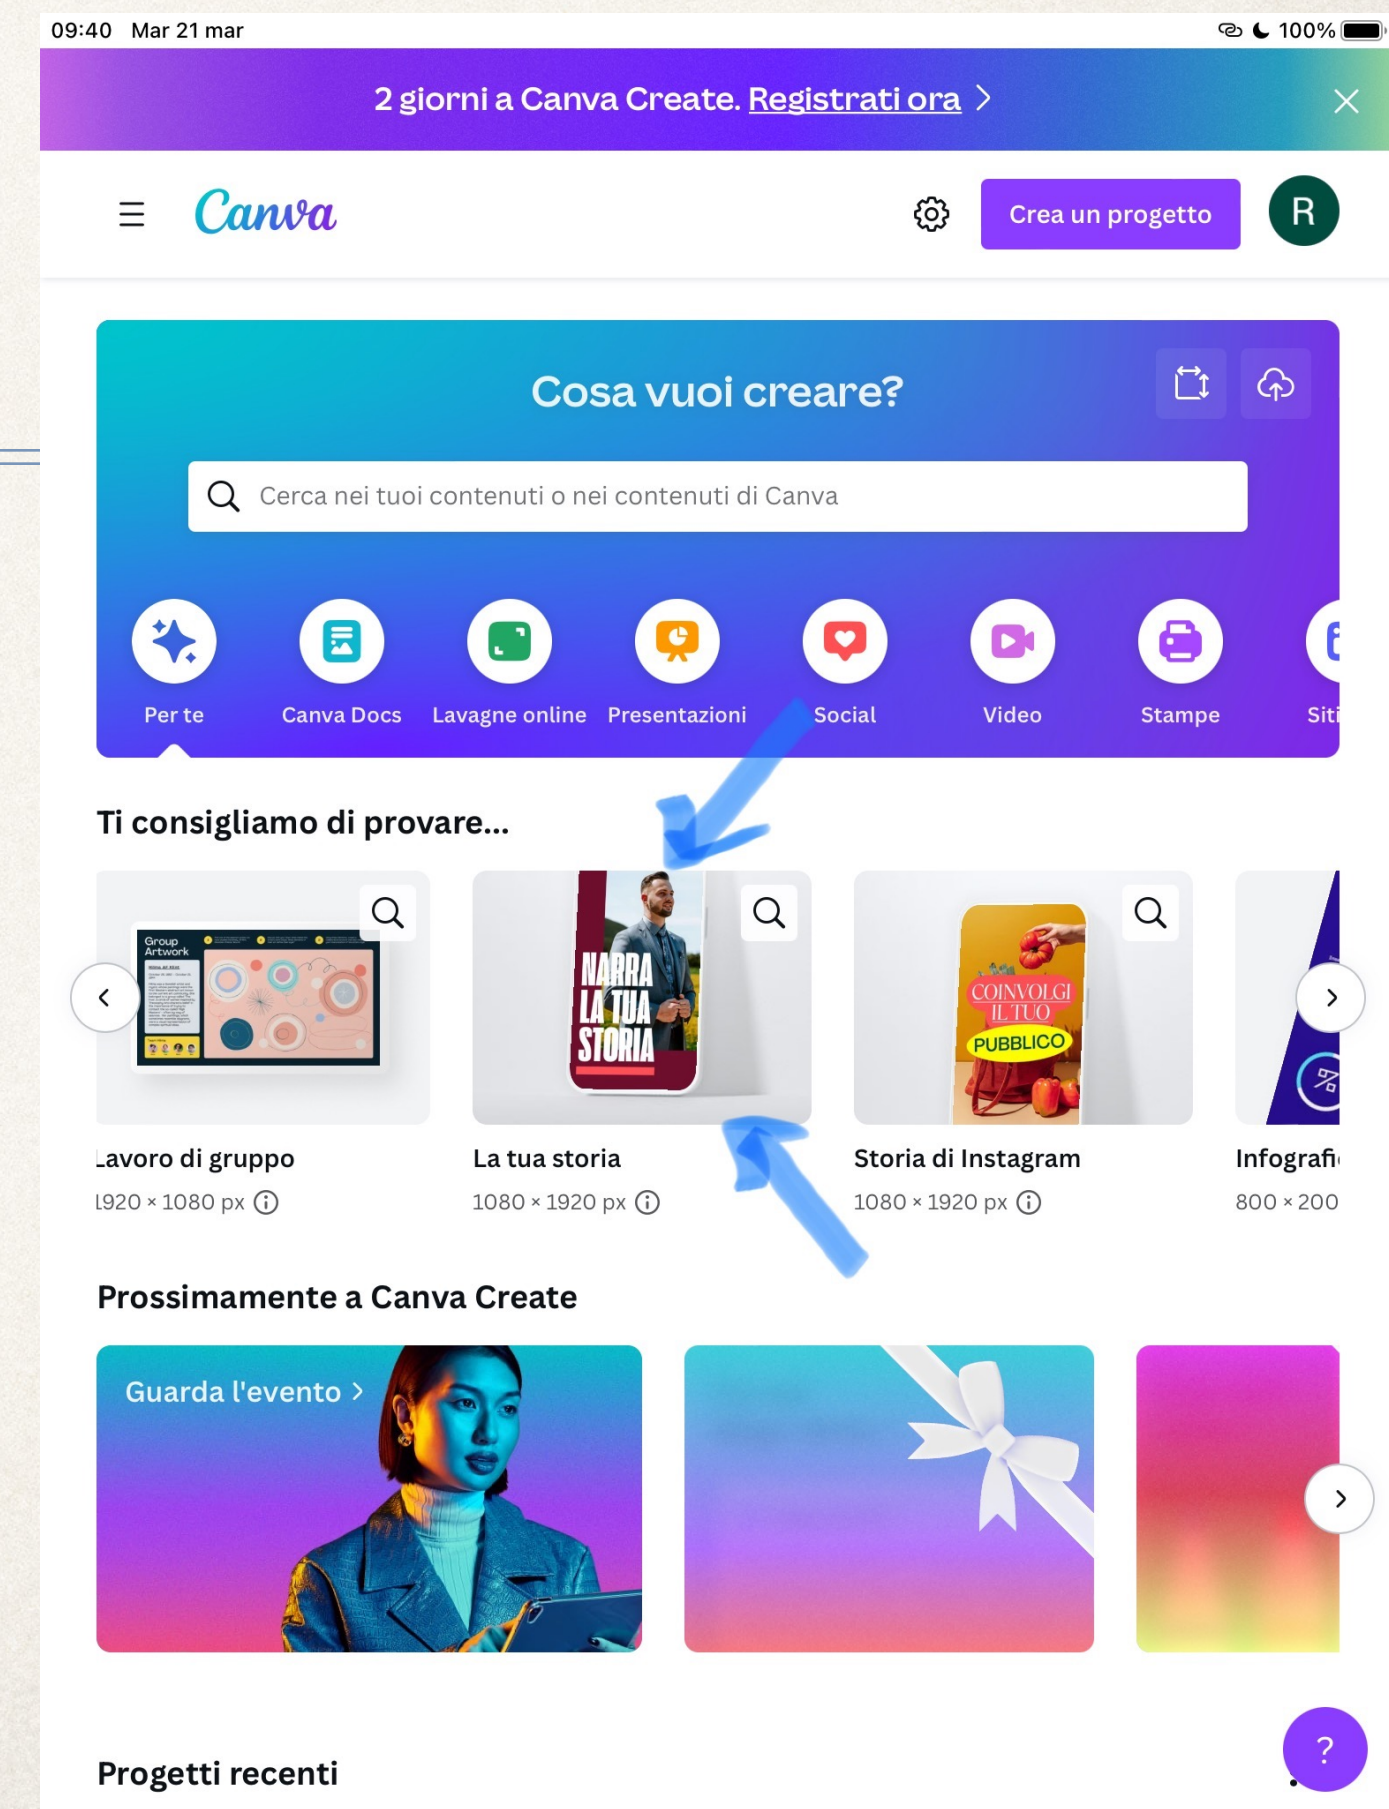 09:40 Mar 21 mar 100%
2 giorni a Canva Create. Registrati ora
Canva
Crea un progetto
R
Cosa vuoi creare?
Cerca nei tuoi contenuti o nei contenuti di Canva
Per te
Canva Docs
Lavagne online
Presentazioni
Social
Video
Stampe
Siti
Ti consigliamo di provare...
Group
Artwork
NARRA
LA TUA
STORIA
COINVOLGI
IL TUO
PUBBLICO
%
Lavoro di gruppo
La tua storia
Storia di Instagram
Infografi
1920 × 1080 px
1080 × 1920 px
1080 × 1920 px
800 × 200
Prossimamente a Canva Create
Guarda l'evento
Progetti recenti
?